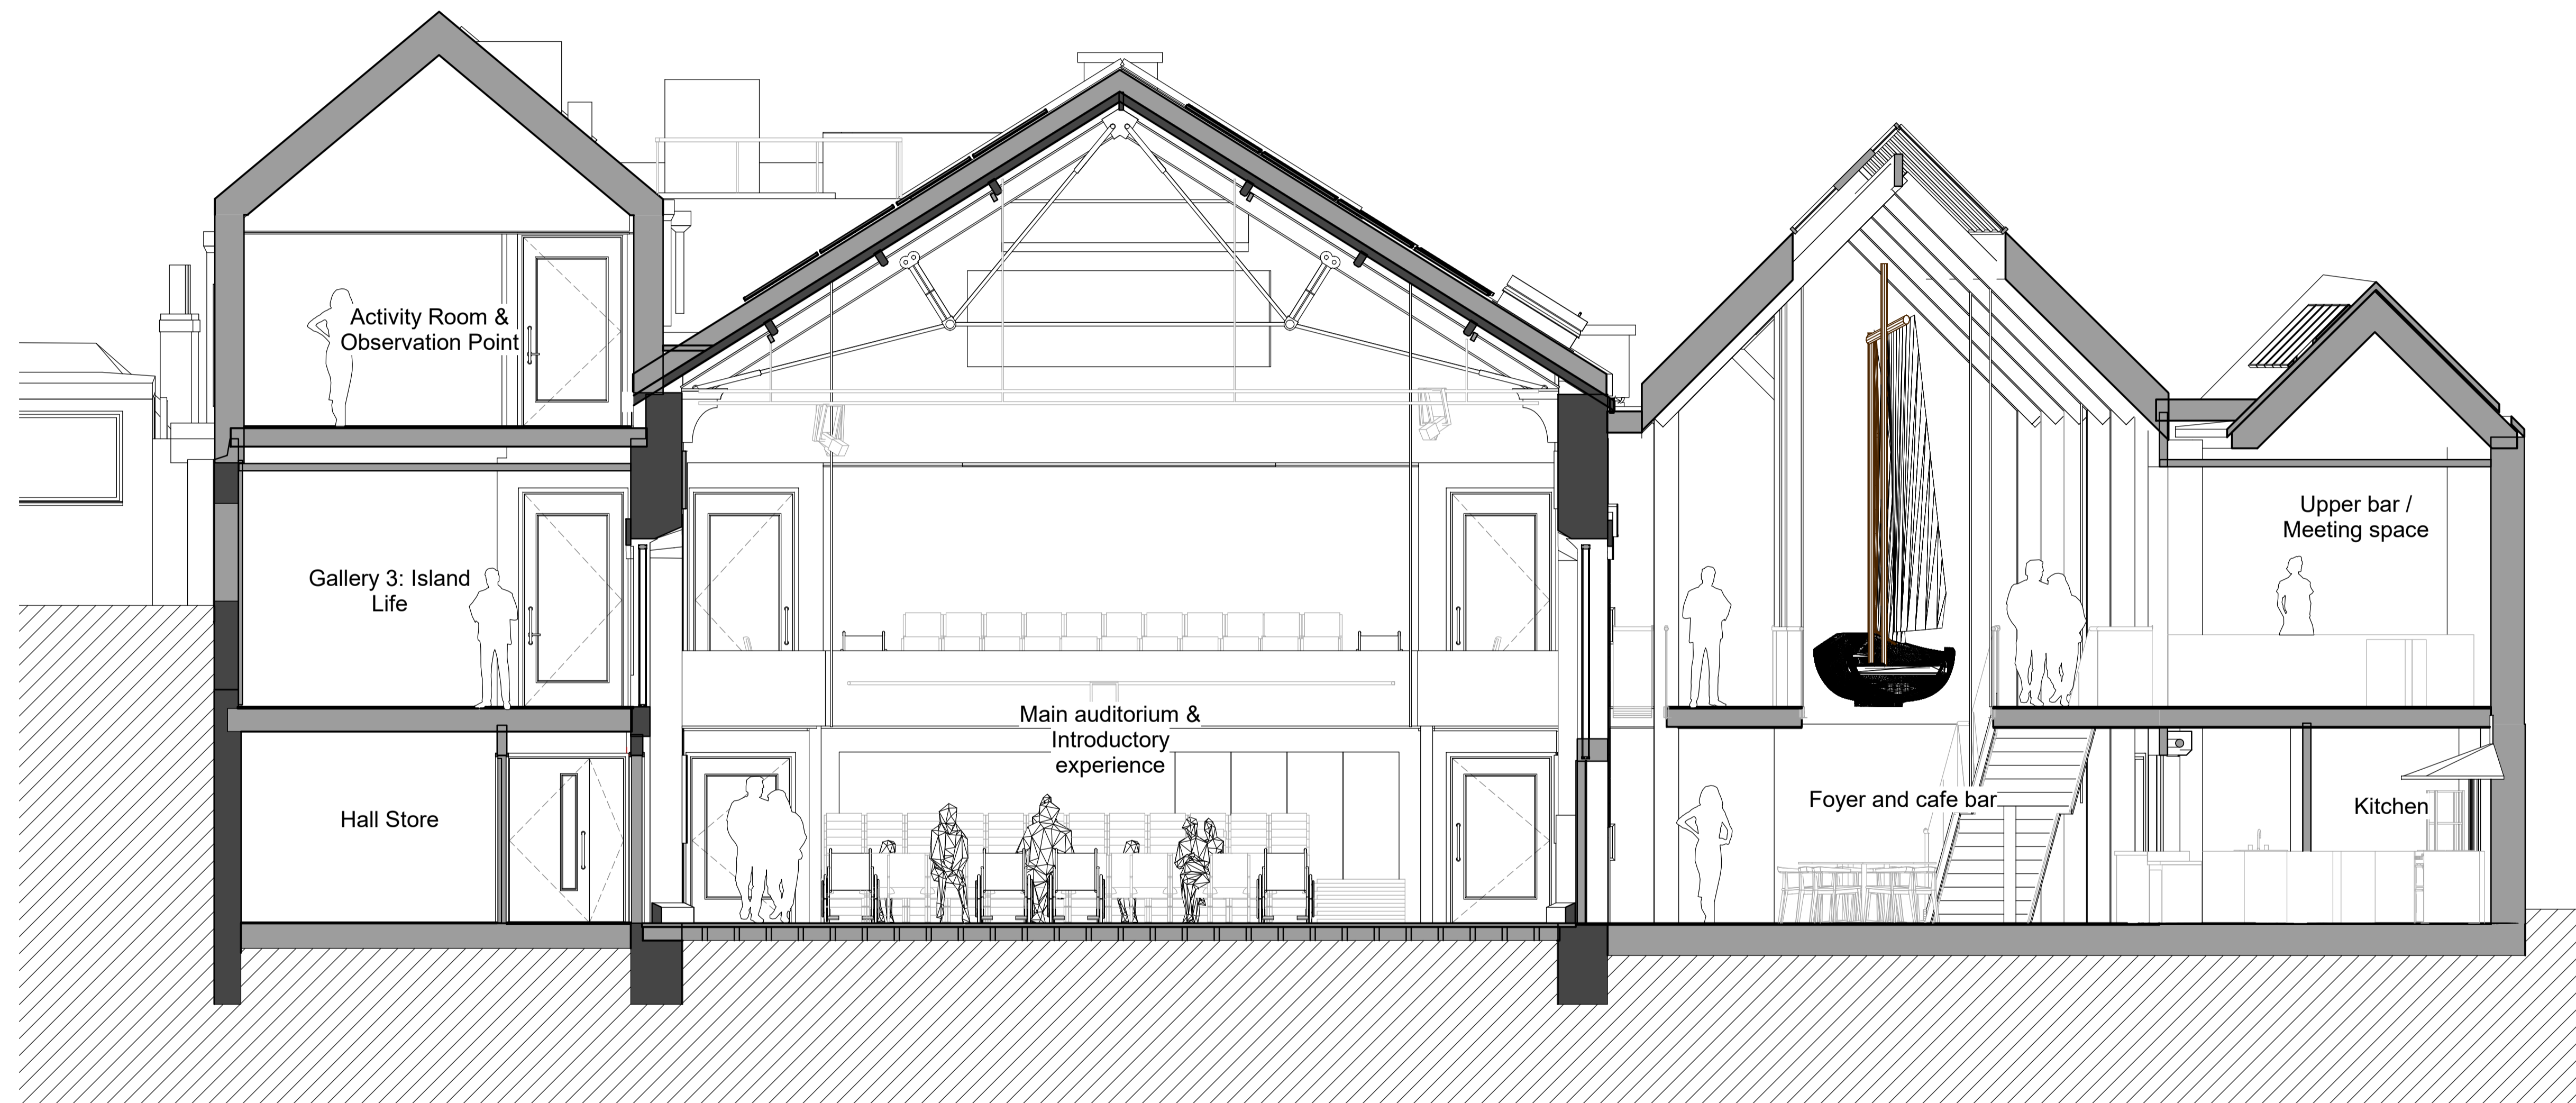 Activity Room &
Observation Point
Gallery 3: Island
Life
Hall Store
Main auditorium &
Introductory
experience
Foyer and cafe bar
Upper bar /
Meeting space
Kitchen